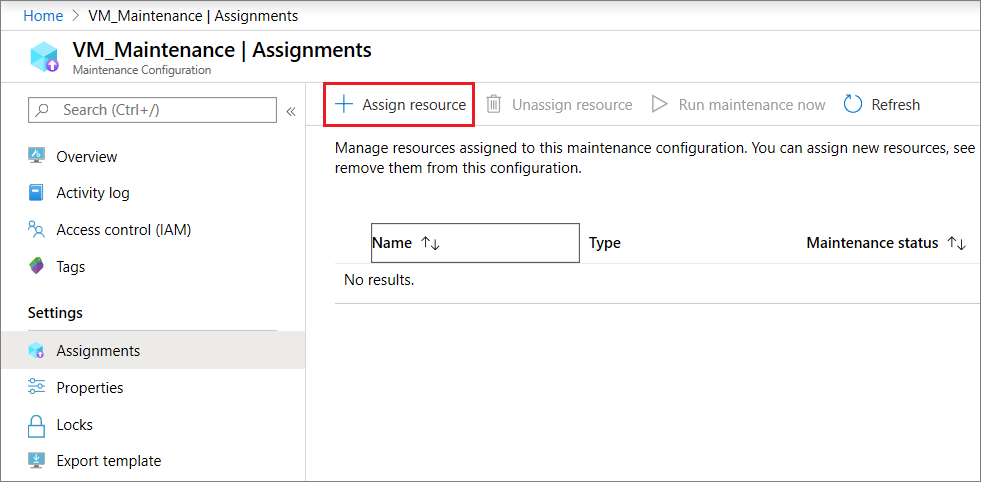 Home > VM_Maintenance | Assignments
VM_Maintenance | Assignments
Maintenance Configuration
Search (Ctrl+/)
«
Overview
Activity log
Access control (IAM)
Tags
Settings
Assignments
Properties
Locks
Export template
+ Assign resource Unassign resource Run maintenance now Refresh
Manage resources assigned to this maintenance configuration. You can assign new resources, see
remove them from this configuration.
Name ↑↓ Type Maintenance status ↑↓
No results.